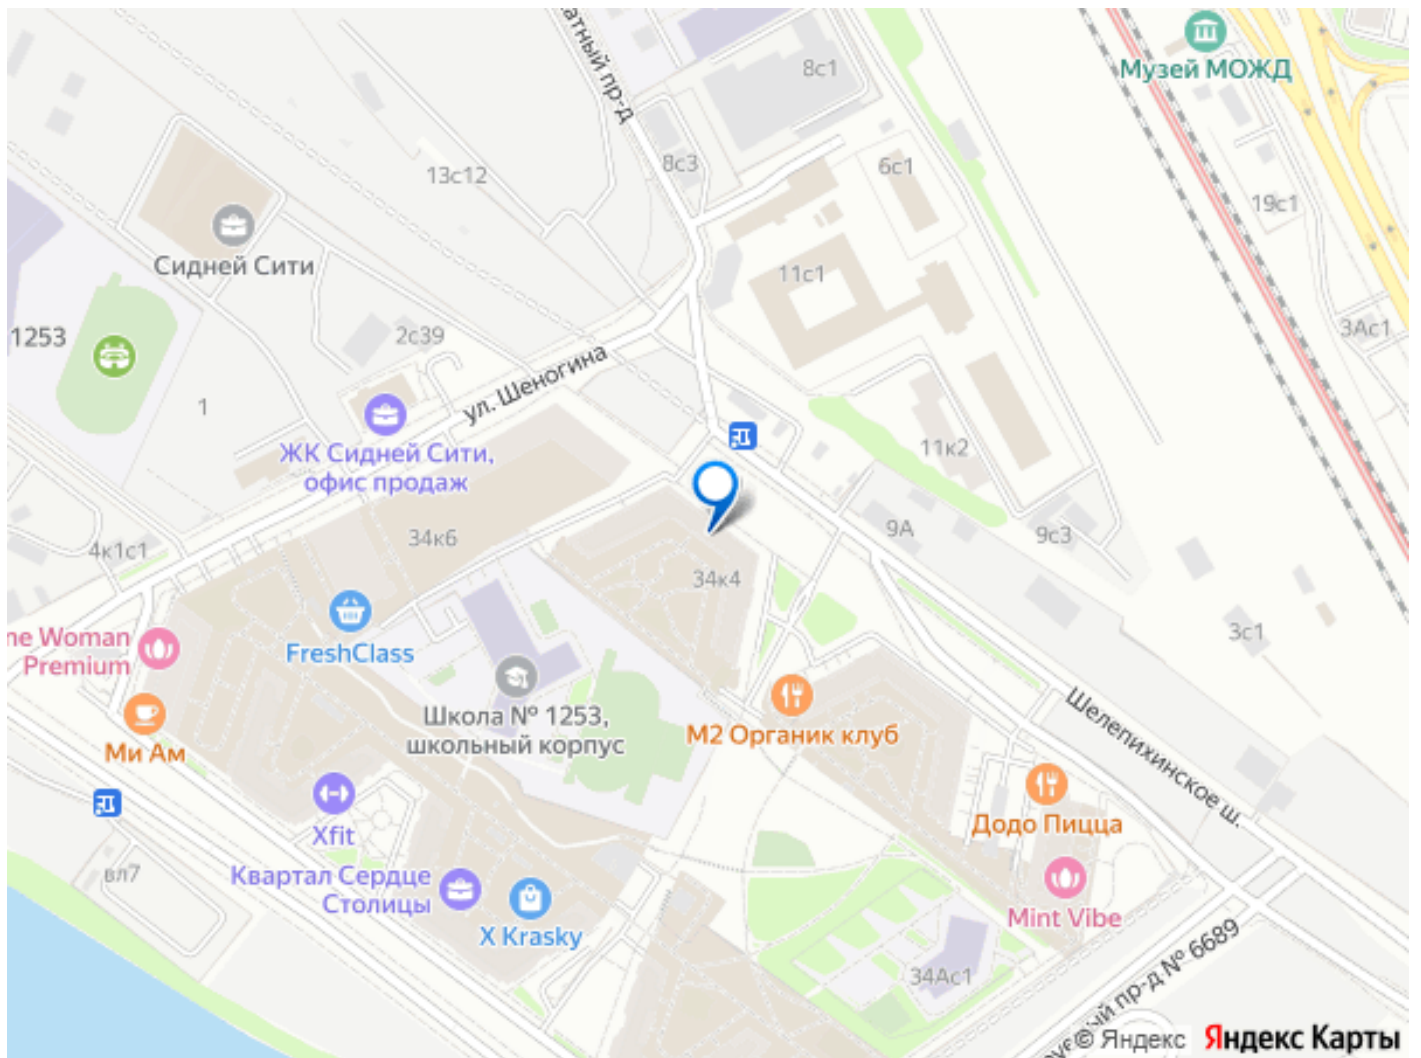 Музей МОЖД
8с1
8с3
6с1
13с12
19с1
Сидней Сити
11с1
3Ас1
1253
2с39
ул. Шеногина
1
ЖК Сидней Сити,
офис продаж
11к2
34к6
9А
9с3
4к1с1
34к4
3с1
FreshClass
Woman
Premium
Школа № 1253,
школьный корпус
М2 Органик клуб
Шелепихинское ш.
Ми Ам
Xfit
Додо Пицца
вл7
Квартал Сердце
Столицы
X Krasky
Mint Vibe
34Ас1
пр-д № 6689
© Яндекс Яндекс Карты